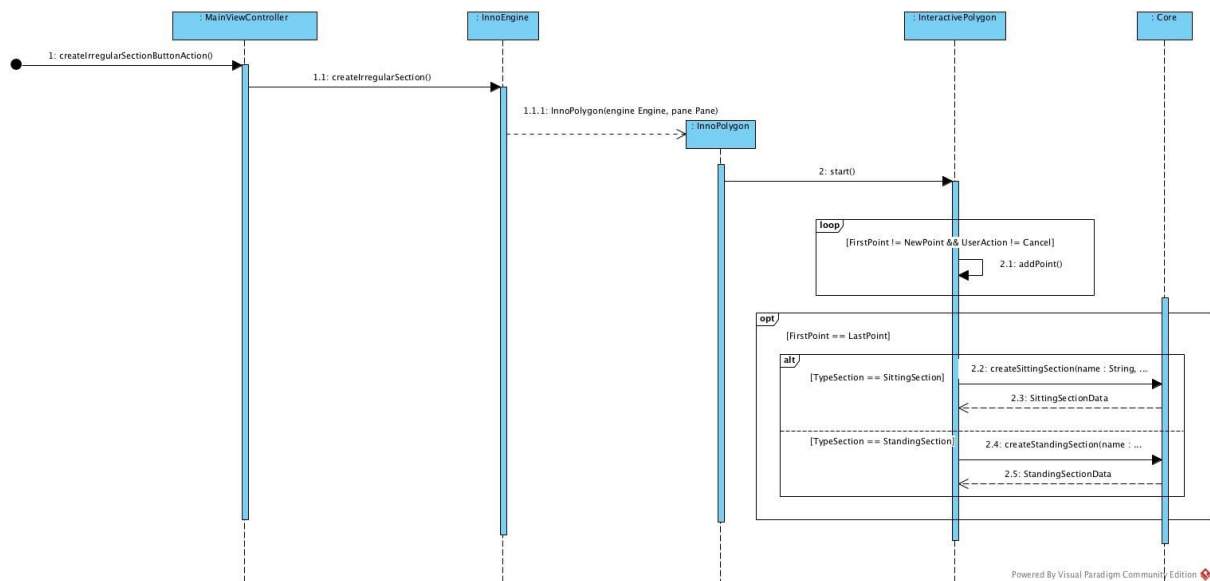 : MainViewController
: InnoEngine
: InteractivePolygon
: Core
1: createIrregularSectionButtonAction()
1.1: createIrregularSection()
1.1.1: InnoPolygon(engine Engine, pane Pane)
: InnoPolygon
2: start()
loop
[FirstPoint != NewPoint && UserAction != Cancel]
2.1: addPoint()
opt
[FirstPoint == LastPoint]
alt
[TypeSection == SittingSection]
2.2: createSittingSection(name : String, ...
2.3: SittingSectionData
[TypeSection == StandingSection]
2.4: createStandingSection(name : ...
2.5: StandingSectionData
Powered By Visual Paradigm Community Edition